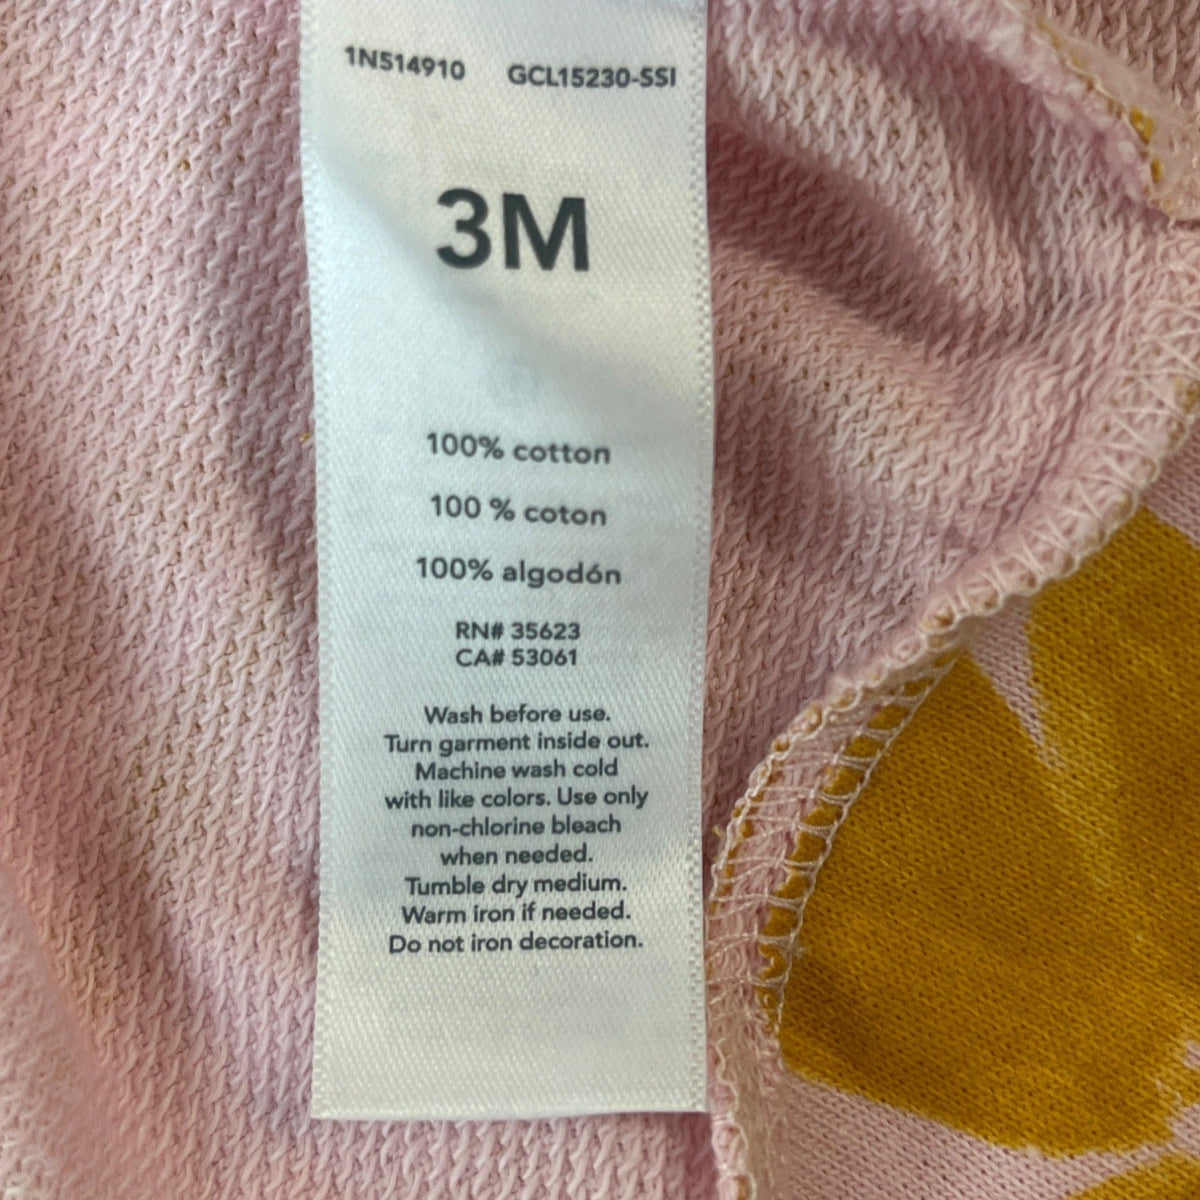 1N514910 GCL15230-SSI
3M
100% cotton
100 % coton
100% algodón
RN# 35623
CA# 53061
Wash before use.
Turn garment inside out.
Machine wash cold
with like colors. Use only
non-chlorine bleach
when needed.
Tumble dry medium.
Warm iron if needed.
Do not iron decoration.